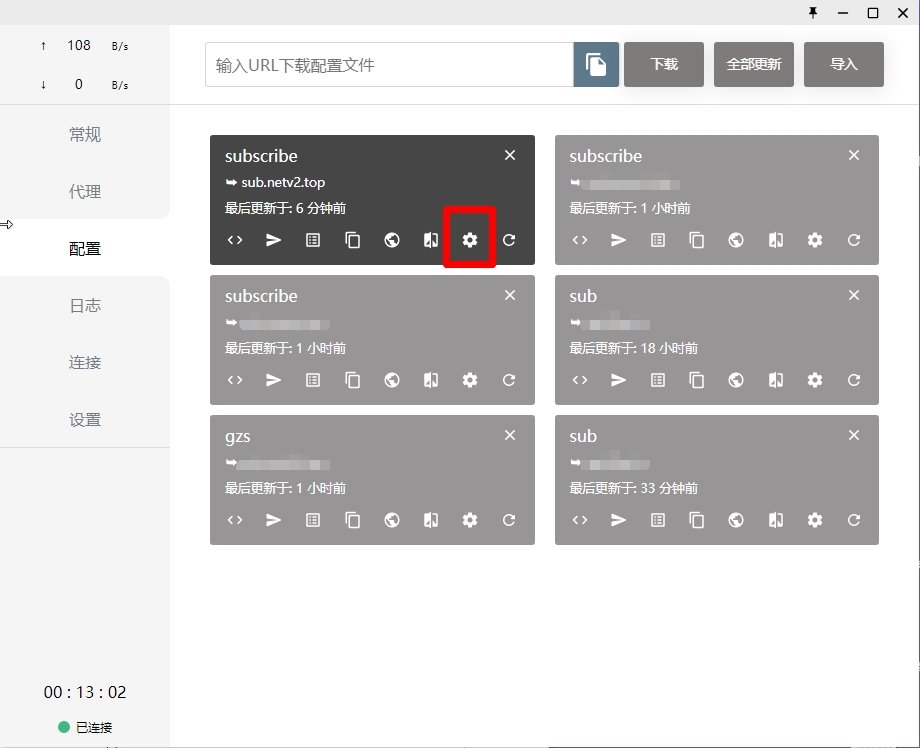 ↑ 108 B/s
↓ 0 B/s
常规
代理
配置
日志
连接
设置
00 : 13 : 02
已连接
输入URL下载配置文件
下载
全部更新
导入
subscribe
sub.netv2.top
最后更新于: 6 分钟前
subscribe
最后更新于: 1 小时前
subscribe
最后更新于: 1 小时前
sub
最后更新于: 18 小时前
gzs
最后更新于: 1 小时前
sub
最后更新于: 33 分钟前